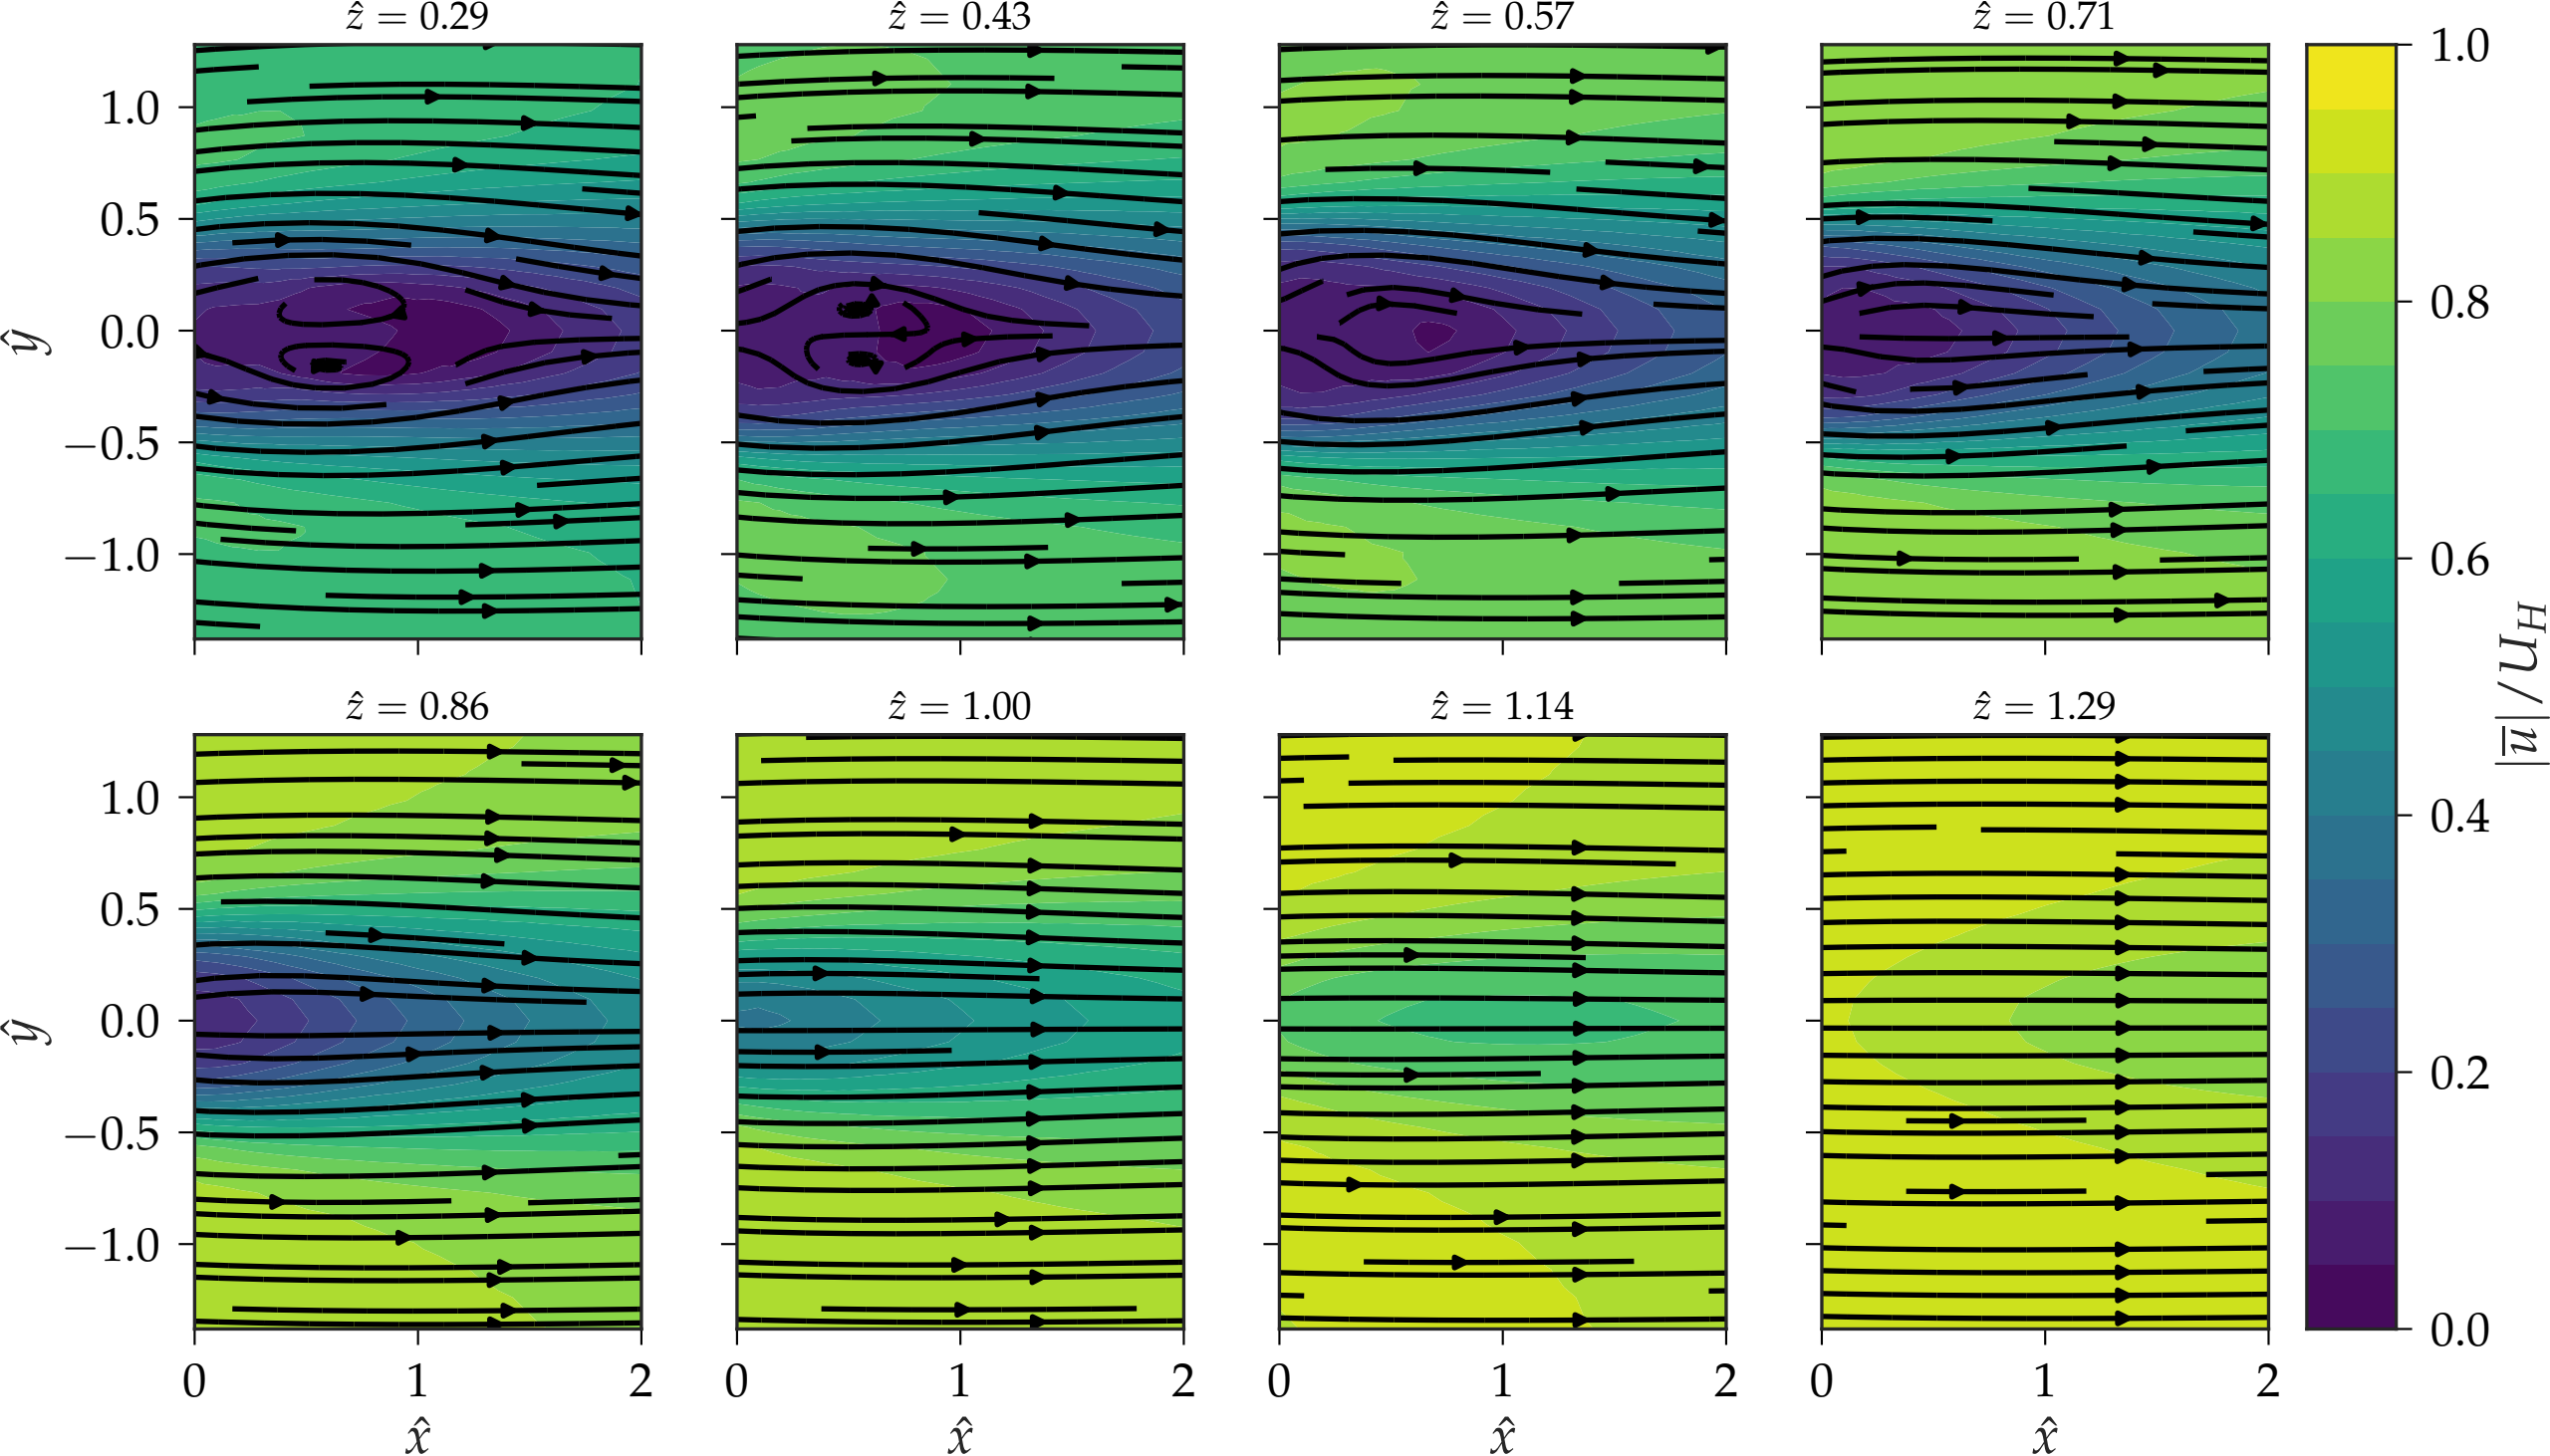 ẑ = 0.29 ẑ = 0.43 ẑ = 0.57 ẑ = 0.71
1.0
0.5
0.0
−0.5
−1.0
ŷ
ẑ = 0.86 ẑ = 1.00 ẑ = 1.14 ẑ = 1.29
1.0
0.5
0.0
−0.5
−1.0
ŷ
0 1 2 0 1 2 0 1 2 0 1 2
x̂ x̂ x̂ x̂
1.0
0.8
0.6
0.4
0.2
0.0
|u̅|/U_H